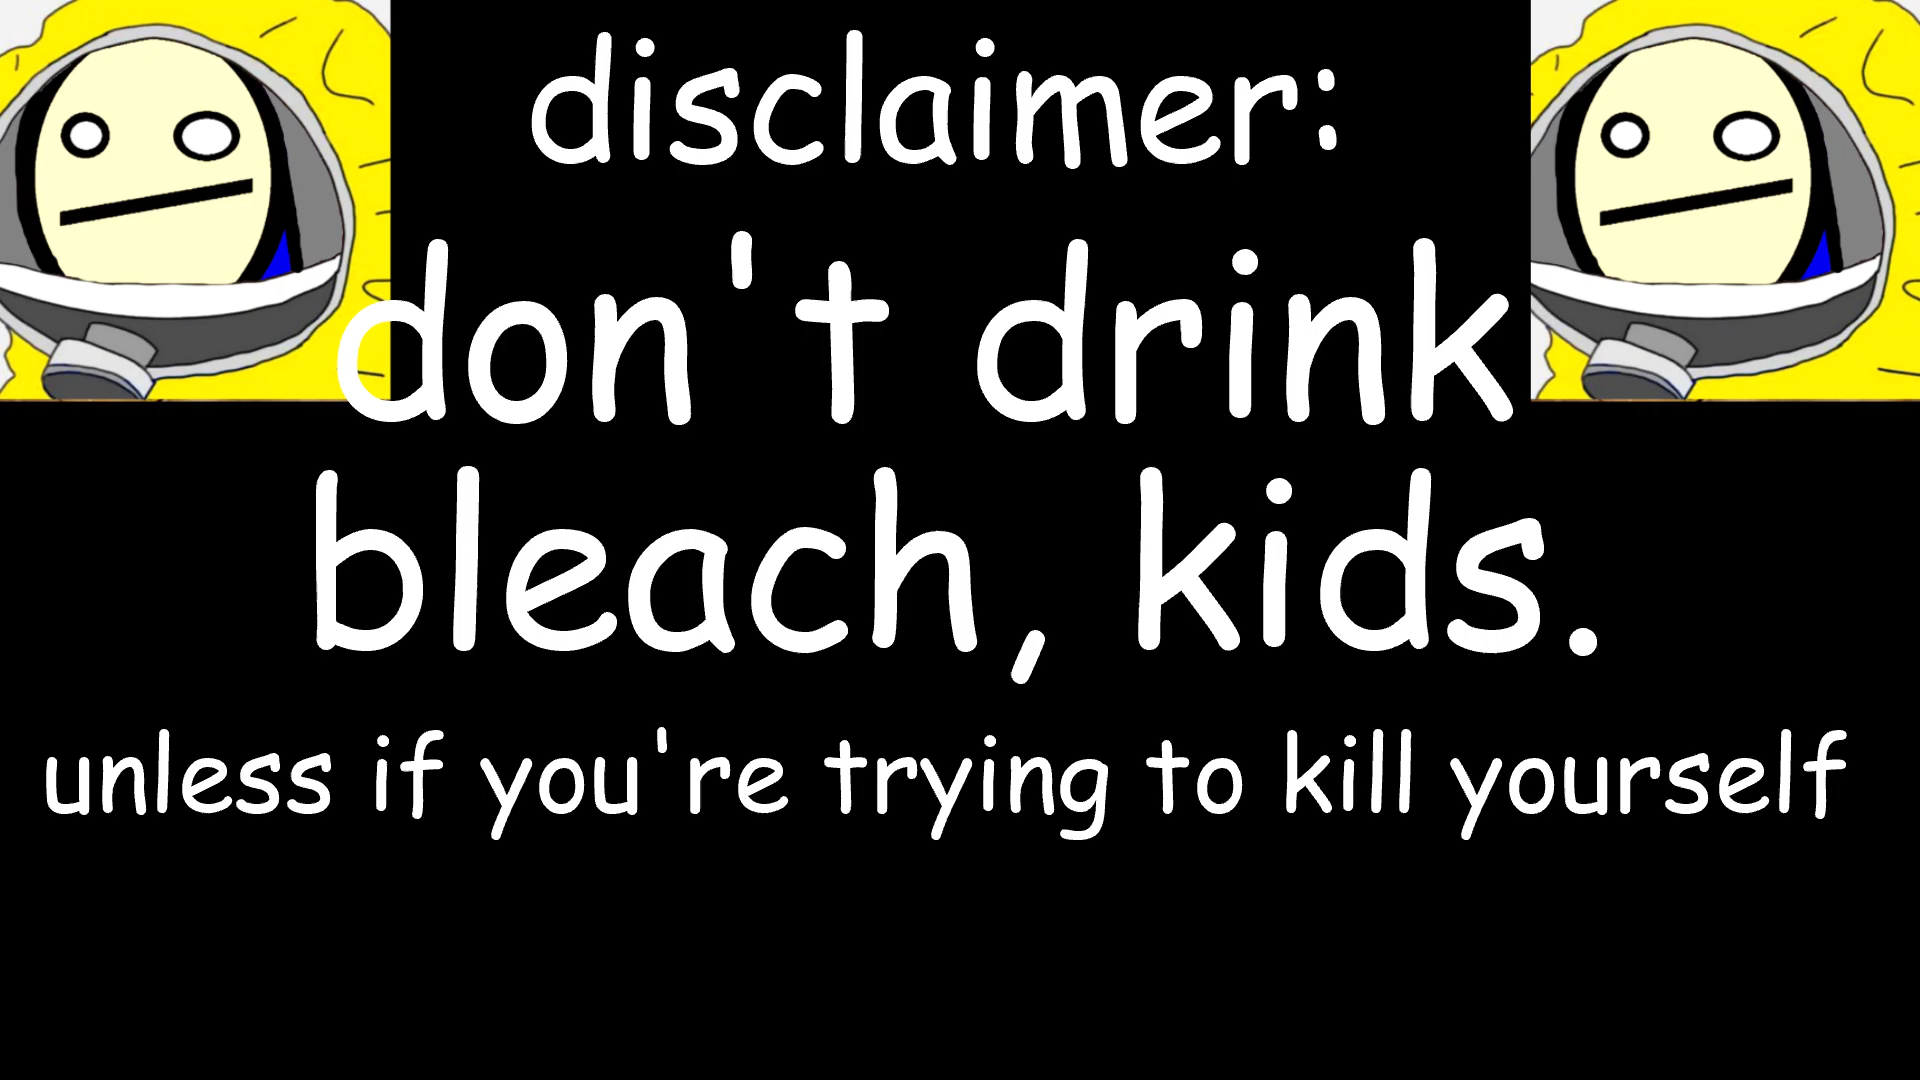 disclaimer:
don't drink
bleach, kids.
unless if you're trying to kill yourself